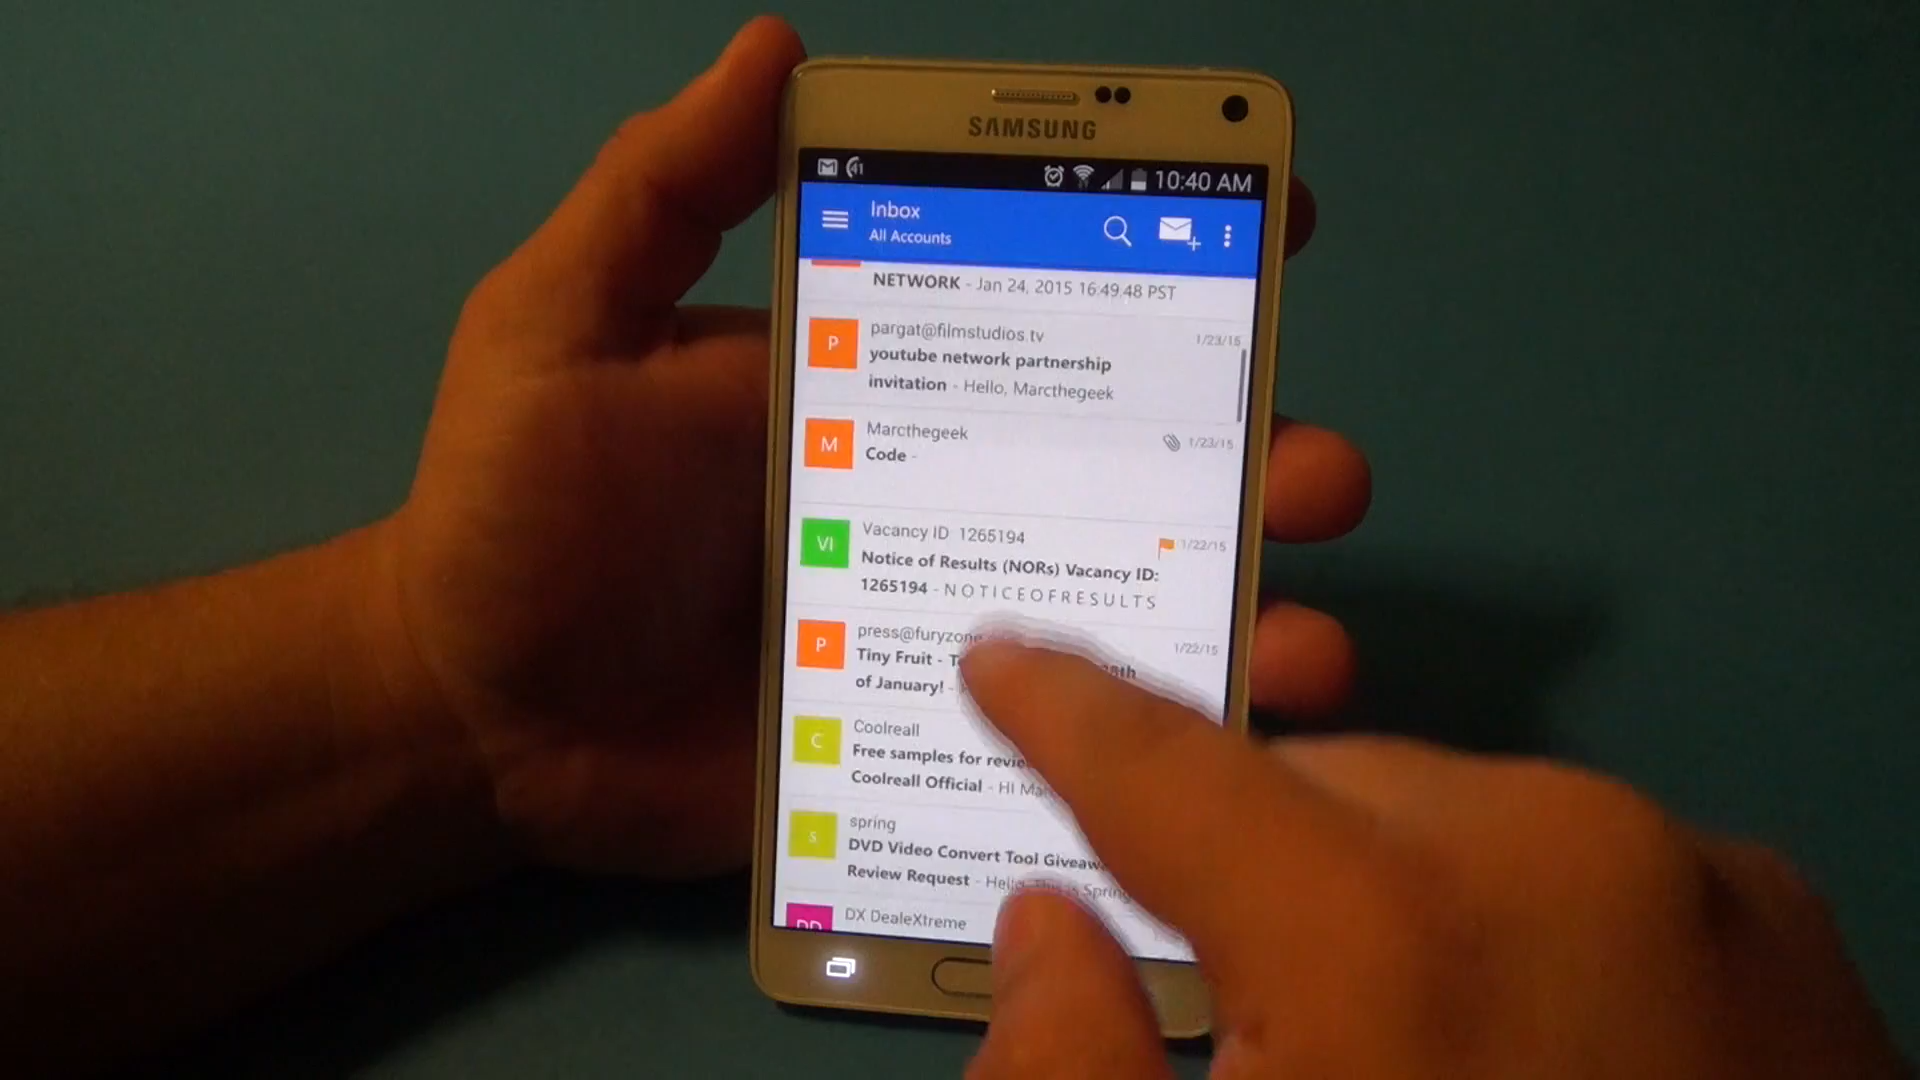 SAMSUNG
41
10:40 AM
Inbox
All Accounts
NETWORK - Jan 24, 2015 16:49:48 PST
P
pargat@filmstudios.tv
1/23/15
youtube network partnership
invitation - Hello, Marcthegeek
M
Marcthegeek
1/23/15
Code -
VI
Vacancy ID 1265194
1/22/15
Notice of Results (NORs) Vacancy ID:
1265194 - N O T I C E O F R E S U L T S
P
press@furyzone
1/22/15
Tiny Fruit -
of January! -
C
Coolreall
Free samples for
Coolreall Official - HI
s
spring
DVD Video Convert Tool
Review Request - Spring
DD
DX DealeXtreme